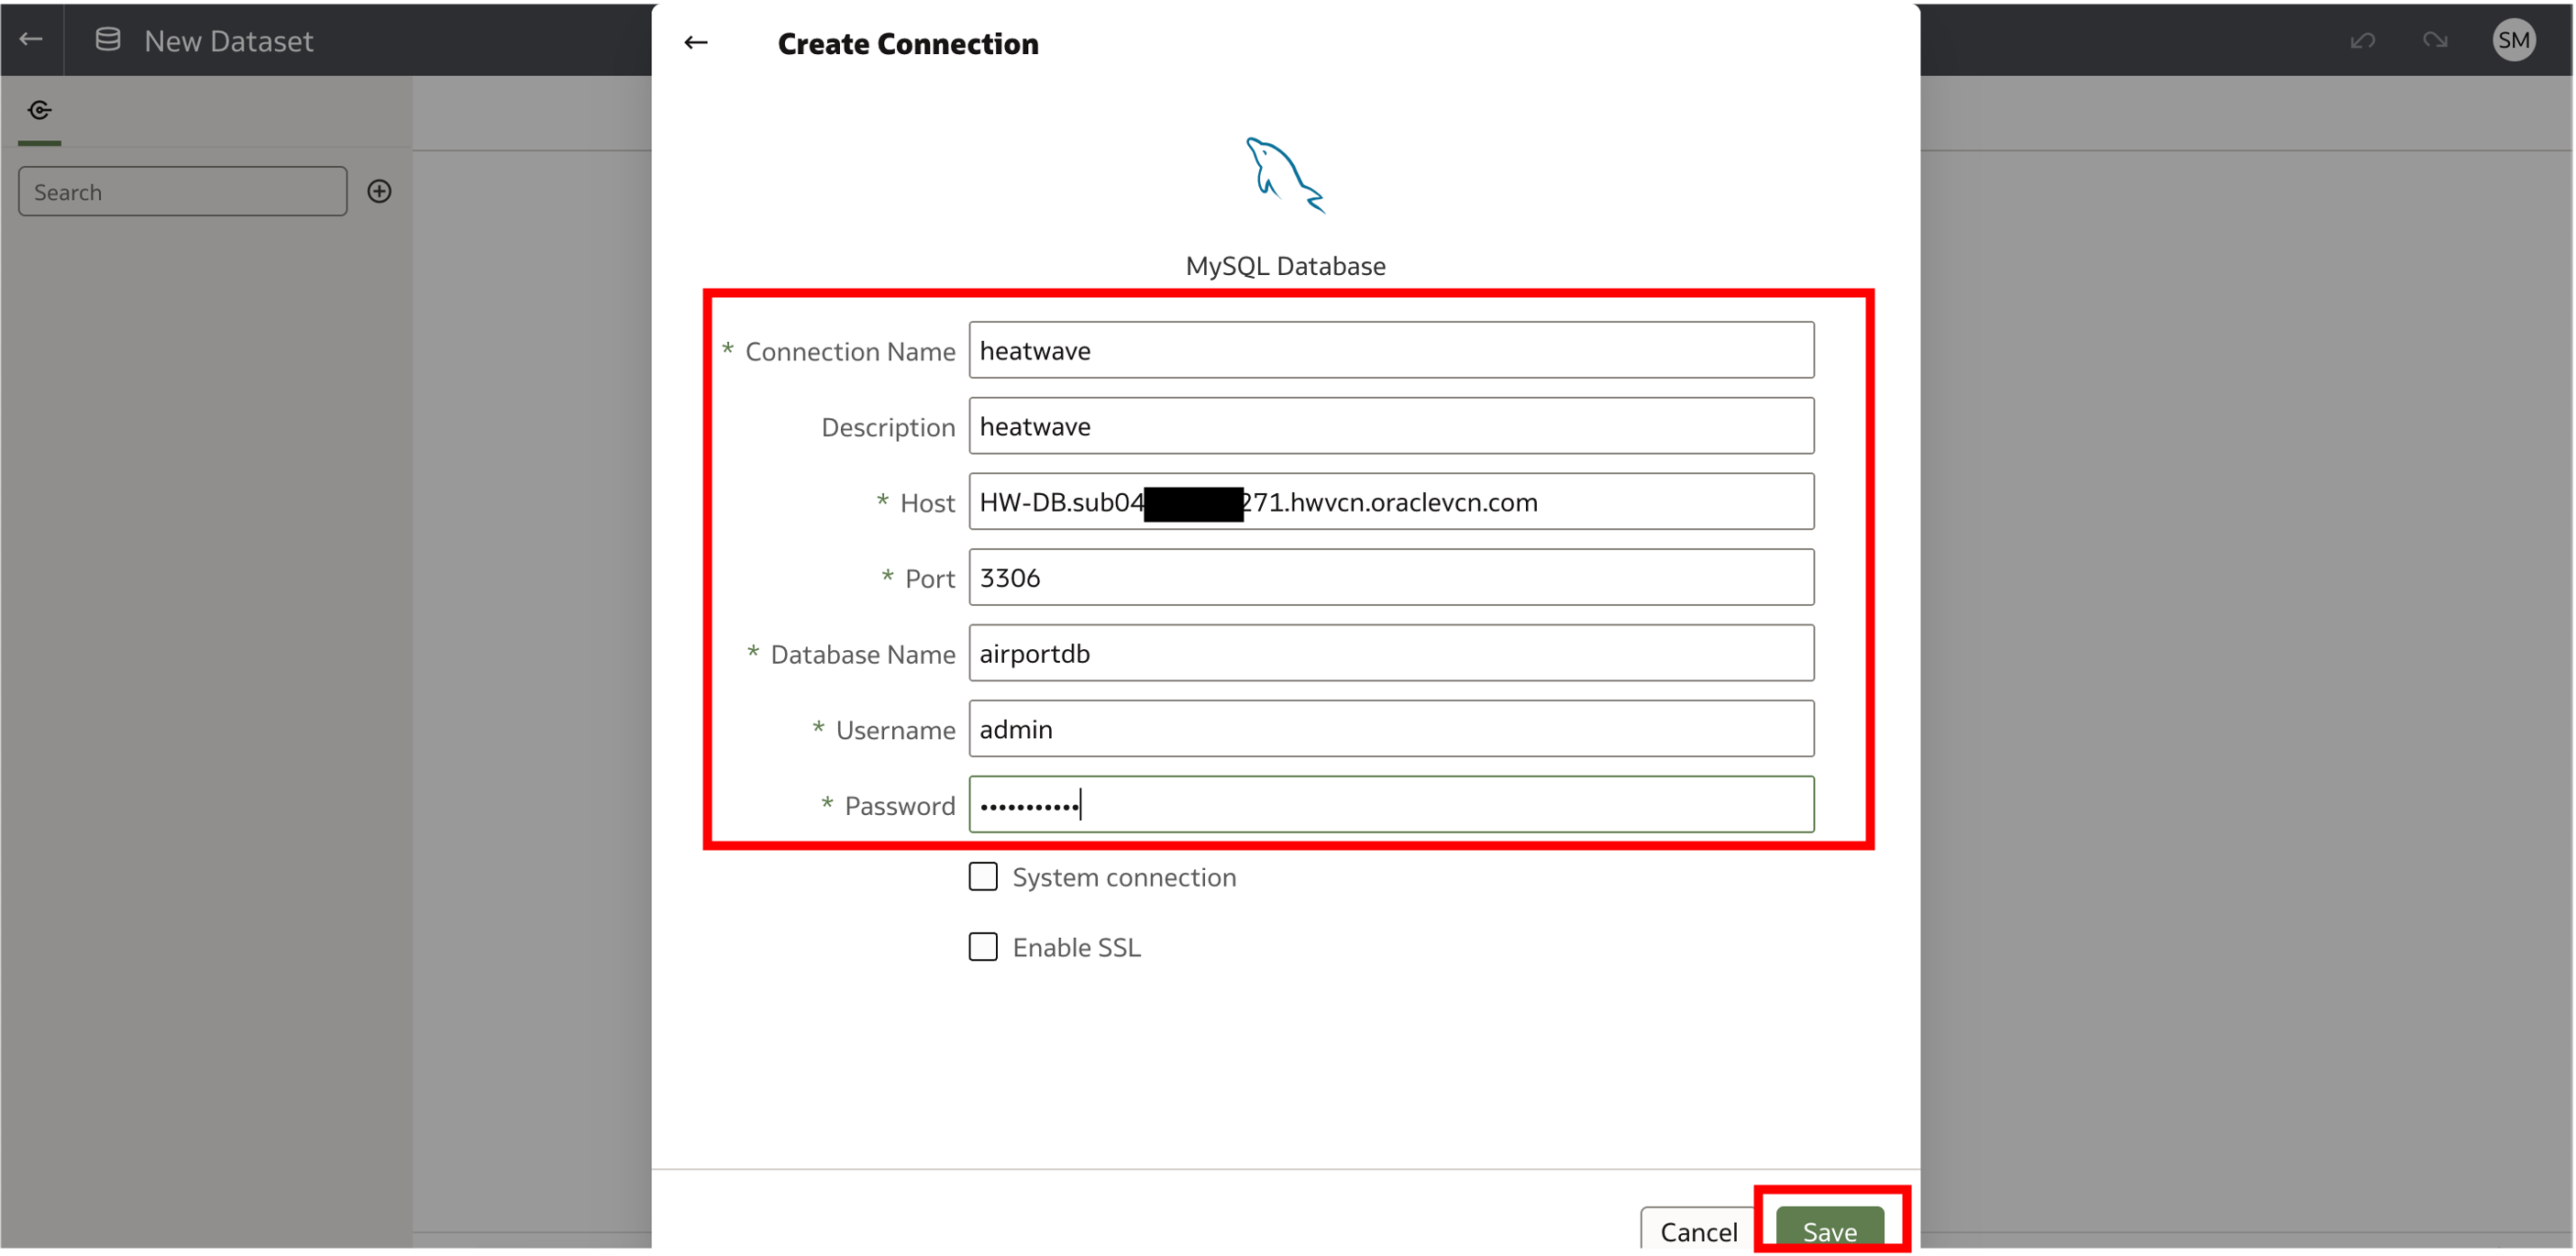 New Dataset
Create Connection
SM
Search
MySQL Database
* Connection Name heatwave
Description heatwave
* Host HW-DB.sub04 271.hwvcn.oraclevcn.com
* Port 3306
* Database Name airportdb
* Username admin
* Password •••••••••••
System connection
Enable SSL
Cancel Save